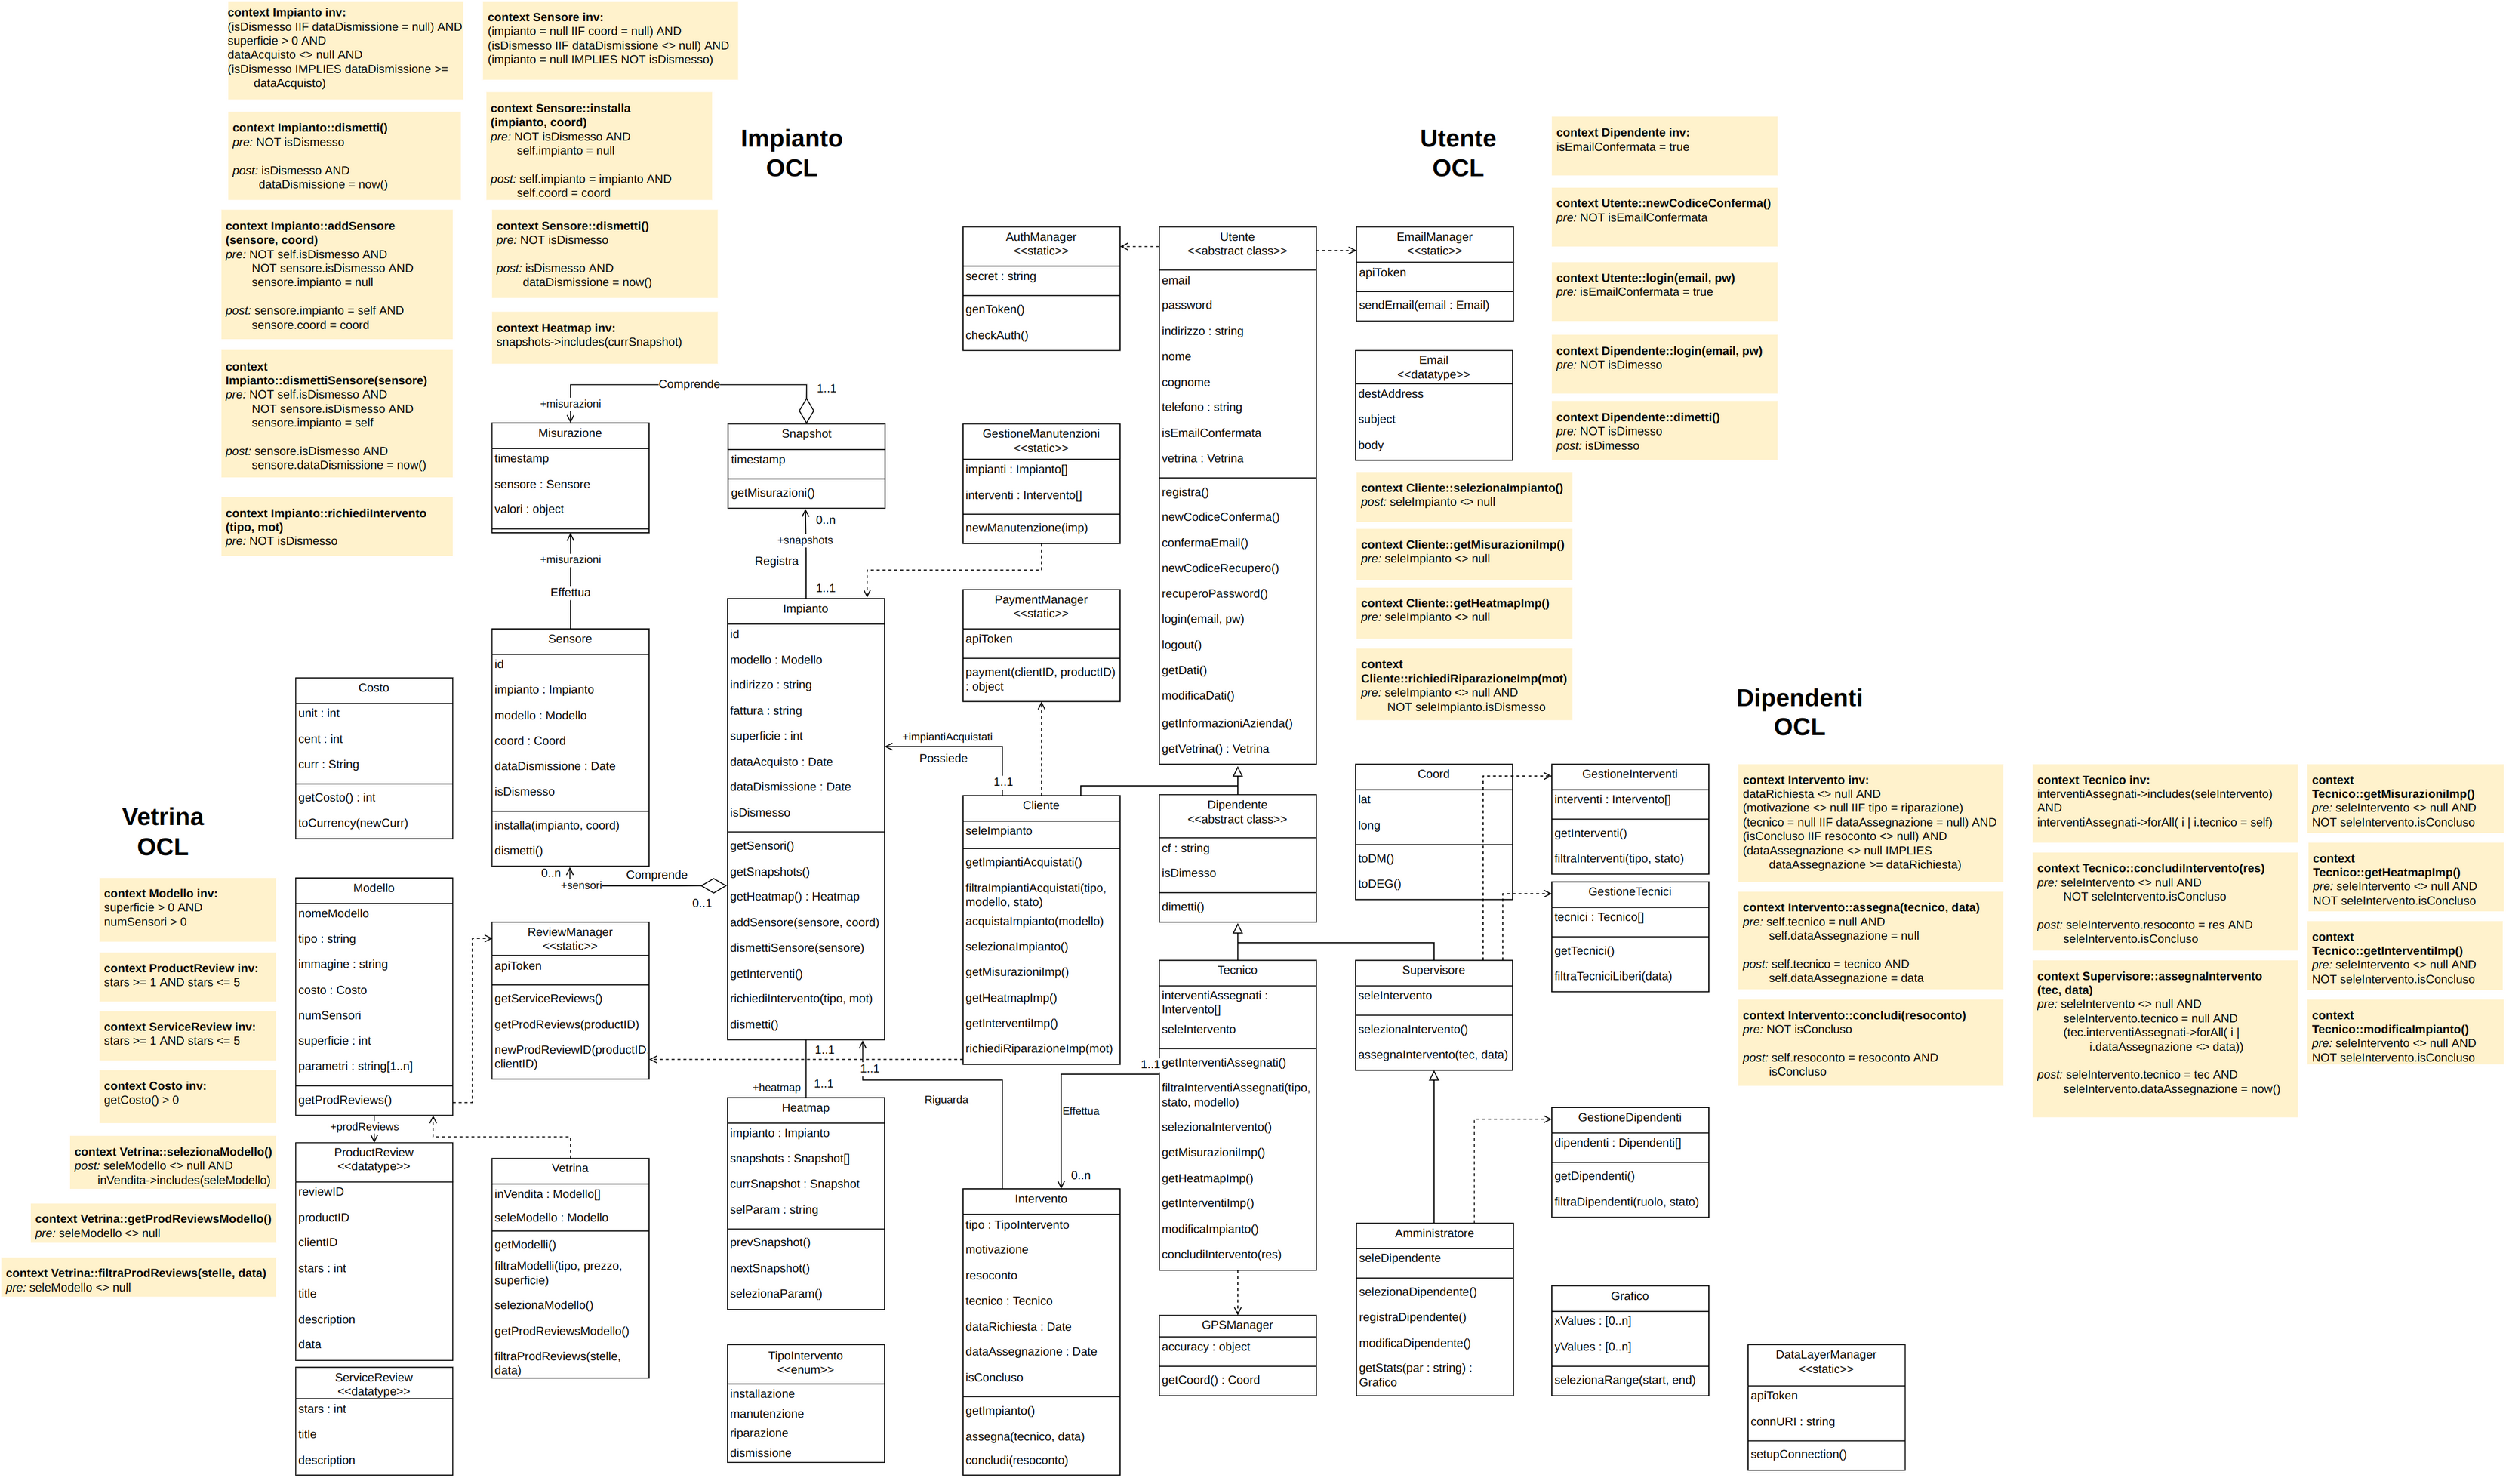 context Impianto inv:
(isDismesso IIF dataDismissione = null) AND
superficie > 0 AND
dataAcquisto <> null AND
(isDismesso IMPLIES dataDismissione >=
dataAcquisto)
context Impianto::dismetti()
pre: NOT isDismesso
post: isDismesso AND
dataDismissione = now()
context Impianto::addSensore
(sensore, coord)
pre: NOT self.isDismesso AND
NOT sensore.isDismesso AND
sensore.impianto = null
post: sensore.impianto = self AND
sensore.coord = coord
context
Impianto::dismettiSensore(sensore)
pre: NOT self.isDismesso AND
NOT sensore.isDismesso AND
sensore.impianto = self
post: sensore.isDismesso AND
sensore.dataDismissione = now()
context Impianto::richiediIntervento
(tipo, mot)
pre: NOT isDismesso
context Sensore inv:
(impianto = null IIF coord = null) AND
(isDismesso IIF dataDismissione <> null) AND
(impianto = null IMPLIES NOT isDismesso)
context Sensore::installa
(impianto, coord)
pre: NOT isDismesso AND
self.impianto = null
post: self.impianto = impianto AND
self.coord = coord
context Sensore::dismetti()
pre: NOT isDismesso
post: isDismesso AND
dataDismissione = now()
context Heatmap inv:
snapshots->includes(currSnapshot)
Impianto
OCL
Utente
OCL
context Dipendente inv:
isEmailConfermata = true
context Utente::newCodiceConferma()
pre: NOT isEmailConfermata
context Utente::login(email, pw)
pre: isEmailConfermata = true
context Dipendente::login(email, pw)
pre: NOT isDimesso
context Dipendente::dimetti()
pre: NOT isDimesso
post: isDimesso
context Cliente::selezionaImpianto()
post: seleImpianto <> null
context Cliente::getMisurazioniImp()
pre: seleImpianto <> null
context Cliente::getHeatmapImp()
pre: seleImpianto <> null
context
Cliente::richiediRiparazioneImp(mot)
pre: seleImpianto <> null AND
NOT seleImpianto.isDismesso
AuthManager
<<static>>
secret : string
genToken()
checkAuth()
Utente
<<abstract class>>
email
password
indirizzo : string
nome
cognome
telefono : string
isEmailConfermata
vetrina : Vetrina
registra()
newCodiceConferma()
confermaEmail()
newCodiceRecupero()
recuperoPassword()
login(email, pw)
logout()
getDati()
modificaDati()
getInformazioniAzienda()
getVetrina() : Vetrina
EmailManager
<<static>>
apiToken
sendEmail(email : Email)
Email
<<datatype>>
destAddress
subject
body
Comprende
1..1
+misurazioni
Misurazione
timestamp
sensore : Sensore
valori : object
Snapshot
timestamp
getMisurazioni()
0..n
+snapshots
Registra
1..1
+misurazioni
Effettua
GestioneManutenzioni
<<static>>
impianti : Impianto[]
interventi : Intervento[]
newManutenzione(imp)
PaymentManager
<<static>>
apiToken
payment(clientID, productID)
: object
Sensore
id
impianto : Impianto
modello : Modello
coord : Coord
dataDismissione : Date
isDismesso
installa(impianto, coord)
dismetti()
0..n
+sensori
Comprende
0..1
Impianto
id
modello : Modello
indirizzo : string
fattura : string
superficie : int
dataAcquisto : Date
dataDismissione : Date
isDismesso
getSensori()
getSnapshots()
getHeatmap() : Heatmap
addSensore(sensore, coord)
dismettiSensore(sensore)
getInterventi()
richiediIntervento(tipo, mot)
dismetti()
+impiantiAcquistati
Possiede
1..1
Cliente
seleImpianto
getImpiantiAcquistati()
filtraImpiantiAcquistati(tipo,
modello, stato)
acquistaImpianto(modello)
selezionaImpianto()
getMisurazioniImp()
getHeatmapImp()
getInterventiImp()
richiediRiparazioneImp(mot)
Dipendente
<<abstract class>>
cf : string
isDimesso
dimetti()
Coord
lat
long
toDM()
toDEG()
GestioneInterventi
interventi : Intervento[]
getInterventi()
filtraInterventi(tipo, stato)
GestioneTecnici
tecnici : Tecnico[]
getTecnici()
filtraTecniciLiberi(data)
Costo
unit : int
cent : int
curr : String
getCosto() : int
toCurrency(newCurr)
Vetrina
OCL
context Modello inv:
superficie > 0 AND
numSensori > 0
context ProductReview inv:
stars >= 1 AND stars <= 5
context ServiceReview inv:
stars >= 1 AND stars <= 5
context Costo inv:
getCosto() > 0
context Vetrina::selezionaModello()
post: seleModello <> null AND
inVendita->includes(seleModello)
context Vetrina::getProdReviewsModello()
pre: seleModello <> null
context Vetrina::filtraProdReviews(stelle, data)
pre: seleModello <> null
Modello
nomeModello
tipo : string
immagine : string
costo : Costo
numSensori
superficie : int
parametri : string[1..n]
getProdReviews()
+prodReviews
ProductReview
<<datatype>>
reviewID
productID
clientID
stars : int
title
description
data
ServiceReview
<<datatype>>
stars : int
title
description
ReviewManager
<<static>>
apiToken
getServiceReviews()
getProdReviews(productID)
newProdReviewID(productID
clientID)
Vetrina
inVendita : Modello[]
seleModello : Modello
getModelli()
filtraModelli(tipo, prezzo,
superficie)
selezionaModello()
getProdReviewsModello()
filtraProdReviews(stelle,
data)
1..1
+heatmap
1..1
1..1
Riguarda
Heatmap
impianto : Impianto
snapshots : Snapshot[]
currSnapshot : Snapshot
selParam : string
prevSnapshot()
nextSnapshot()
selezionaParam()
TipoIntervento
<<enum>>
installazione
manutenzione
riparazione
dismissione
1..1
Effettua
0..n
Intervento
tipo : TipoIntervento
motivazione
resoconto
tecnico : Tecnico
dataRichiesta : Date
dataAssegnazione : Date
isConcluso
getImpianto()
assegna(tecnico, data)
concludi(resoconto)
Tecnico
interventiAssegnati :
Intervento[]
seleIntervento
getInterventiAssegnati()
filtraInterventiAssegnati(tipo,
stato, modello)
selezionaIntervento()
getMisurazioniImp()
getHeatmapImp()
getInterventiImp()
modificaImpianto()
concludiIntervento(res)
GPSManager
accuracy : object
getCoord() : Coord
Supervisore
seleIntervento
selezionaIntervento()
assegnaIntervento(tec, data)
Amministratore
seleDipendente
selezionaDipendente()
registraDipendente()
modificaDipendente()
getStats(par : string) :
Grafico
GestioneDipendenti
dipendenti : Dipendenti[]
getDipendenti()
filtraDipendenti(ruolo, stato)
Grafico
xValues : [0..n]
yValues : [0..n]
selezionaRange(start, end)
DataLayerManager
<<static>>
apiToken
connURI : string
setupConnection()
Dipendenti
OCL
context Intervento inv:
dataRichiesta <> null AND
(motivazione <> null IIF tipo = riparazione)
(tecnico = null IIF dataAssegnazione = null) AND
(isConcluso IIF resoconto <> null) AND
(dataAssegnazione <> null IMPLIES
dataAssegnazione >= dataRichiesta)
context Intervento::assegna(tecnico, data)
pre: self.tecnico = null AND
self.dataAssegnazione = null
post: self.tecnico = tecnico AND
self.dataAssegnazione = data
context Intervento::concludi(resoconto)
pre: NOT isConcluso
post: self.resoconto = resoconto AND
isConcluso
context Tecnico inv:
interventiAssegnati->includes(seleIntervento)
AND
interventiAssegnati->forAll( i | i.tecnico = self)
context Tecnico::concludiIntervento(res)
pre: seleIntervento <> null AND
NOT seleIntervento.isConcluso
post: seleIntervento.resoconto = res AND
seleIntervento.isConcluso
context Supervisore::assegnaIntervento
(tec, data)
pre: seleIntervento <> null AND
seleIntervento.tecnico = null AND
(tec.interventiAssegnati->forAll( i |
i.dataAssegnazione <> data))
post: seleIntervento.tecnico = tec AND
seleIntervento.dataAssegnazione = now()
context
Tecnico::getMisurazionImp()
pre: seleIntervento <> null AND
NOT seleIntervento.isConcluso
context
Tecnico::getHeatmapImp()
pre: seleIntervento <> null AND
NOT seleIntervento.isConcluso
context
Tecnico::getInterventiImp()
pre: seleIntervento <> null AND
NOT seleIntervento.isConcluso
context
Tecnico::modificaImpianto()
pre: seleIntervento <> null AND
NOT seleIntervento.isConcluso